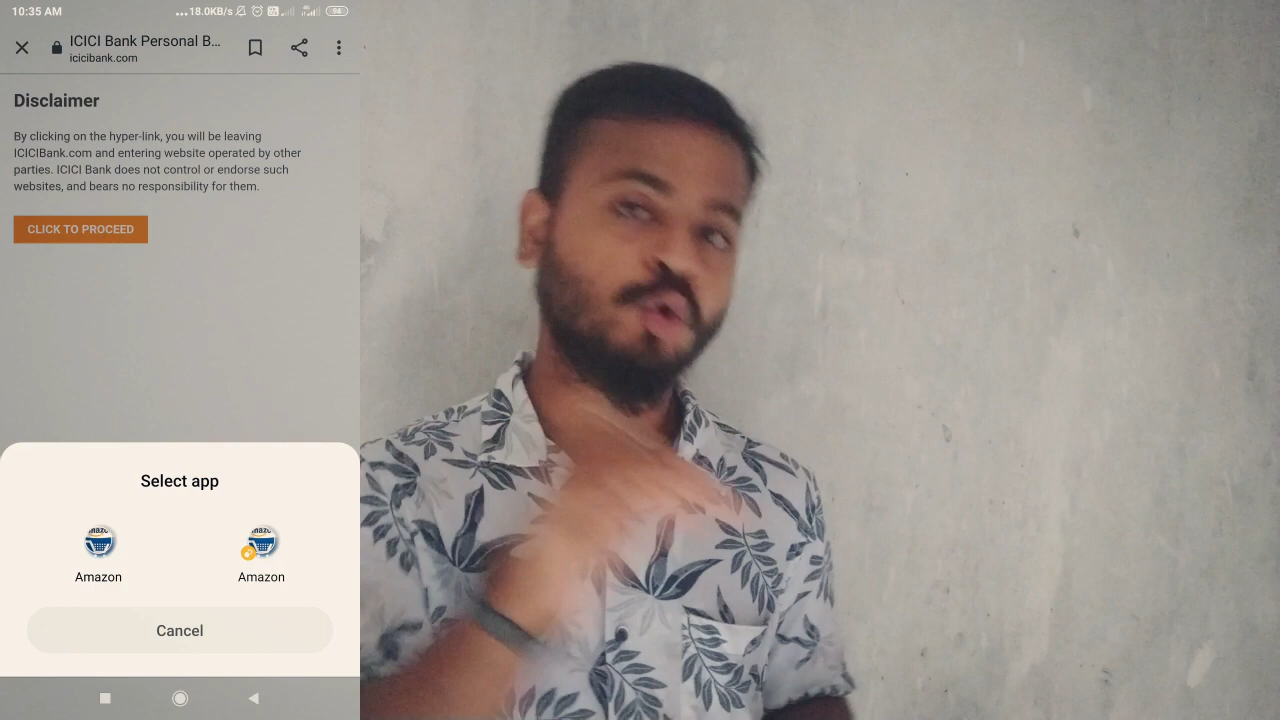 10:35 AM
...18.0KB/s
94
ICICI Bank Personal B...
icicibank.com
Disclaimer
By clicking on the hyper-link, you will be leaving
ICICIBank.com and entering website operated by other
parties. ICICI Bank does not control or endorse such
websites, and bears no responsibility for them.
CLICK TO PROCEED
Select app
Amazon
Amazon
Cancel